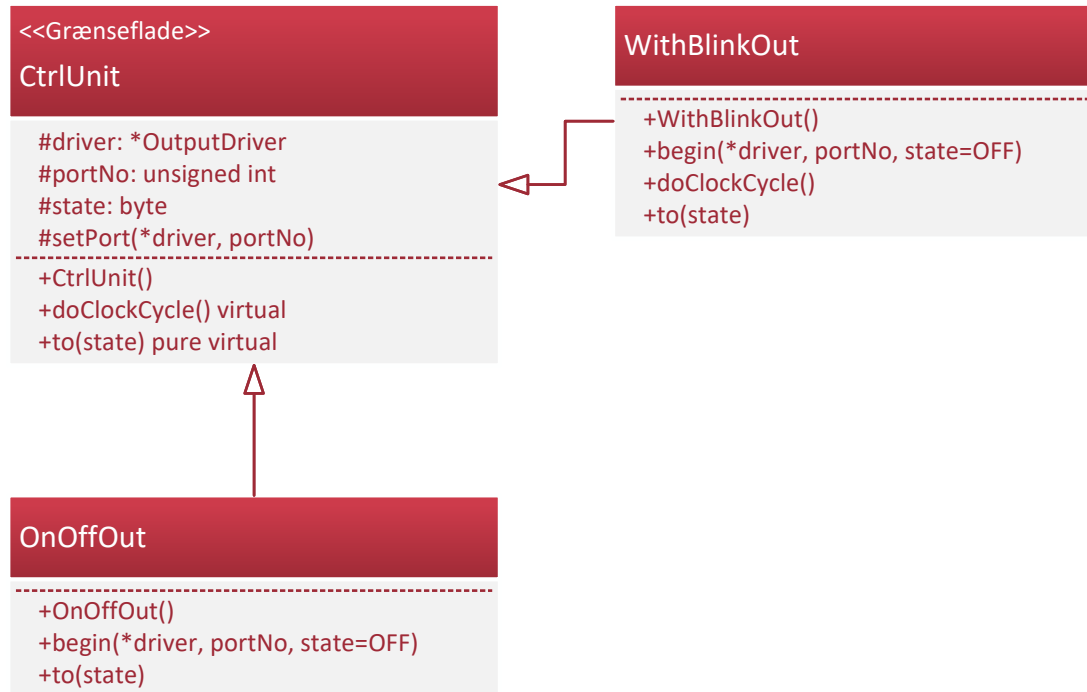 <<Grænseflade>>
CtrlUnit
#driver: *OutputDriver
#portNo: unsigned int
#state: byte
#setPort(*driver, portNo)
+CtrlUnit()
+doClockCycle() virtual
+to(state) pure virtual
WithBlinkOut
+WithBlinkOut()
+begin(*driver, portNo, state=OFF)
+doClockCycle()
+to(state)
OnOffOut
+OnOffOut()
+begin(*driver, portNo, state=OFF)
+to(state)